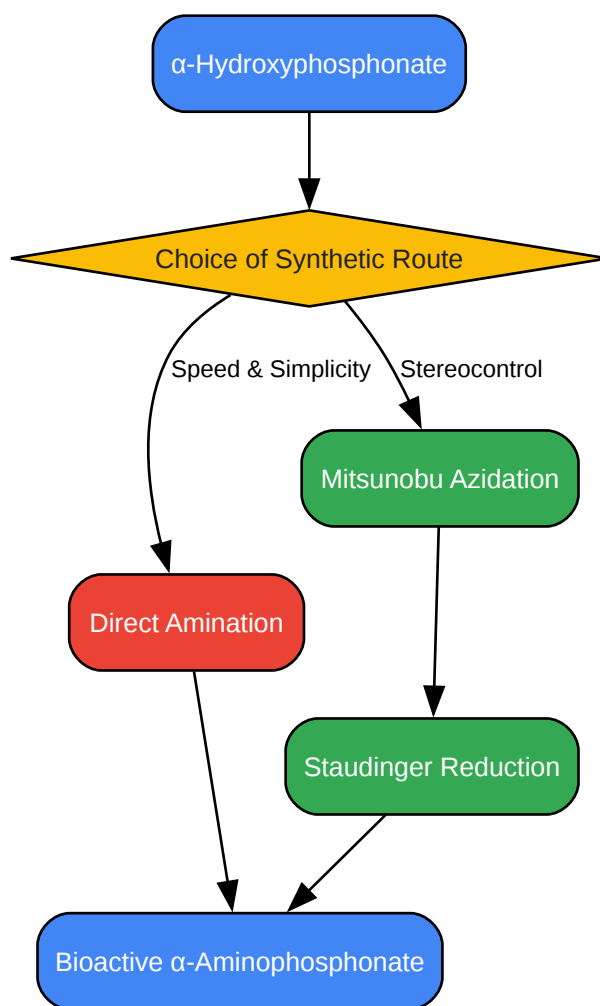 α-Hydroxyphosphonate
Choice of Synthetic Route
Speed & Simplicity
Stereocontrol
Mitsunobu Azidation
Direct Amination
Staudinger Reduction
Bioactive α-Aminophosphonate